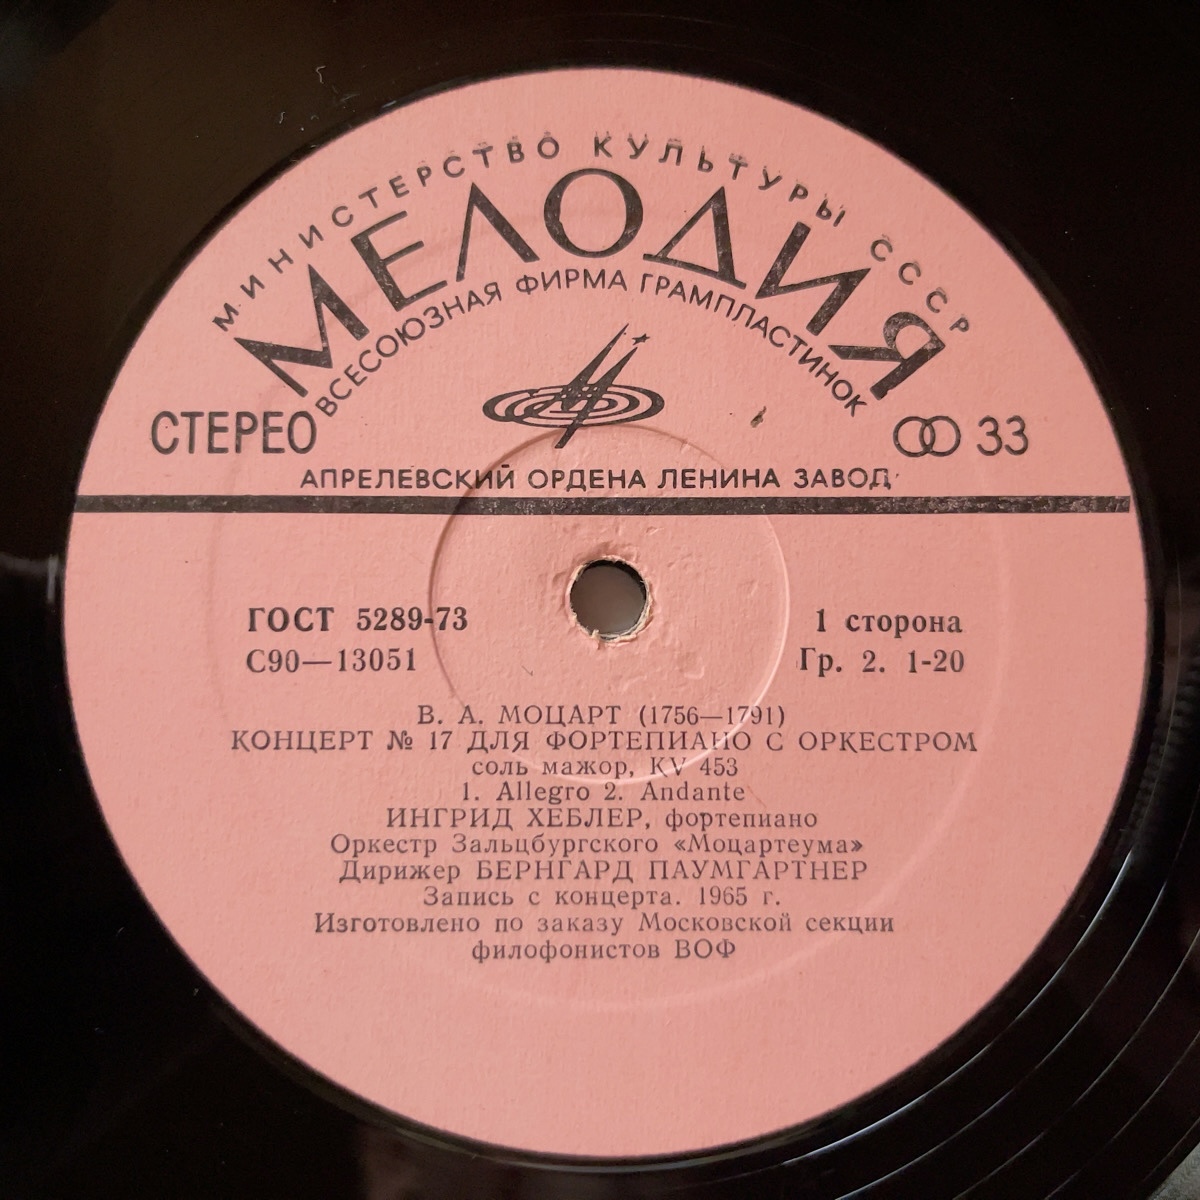 МИНИСТЕРСТВО КУЛЬТУРЫ СССР
МЕЛОДИЯ
ВСЕСОЮЗНАЯ ФИРМА ГРАМПЛАСТИНОК
СТЕРЕО 33
АПРЕЛЕВСКИЙ ОРДЕНА ЛЕНИНА ЗАВОД
ГОСТ 5289-73 1 сторона
С90—13051 Гр. 2. 1-20
В. А. МОЦАРТ (1756—1791)
КОНЦЕРТ № 17 ДЛЯ ФОРТЕПИАНО С ОРКЕСТРОМ
соль мажор, KV 453
1. Allegro 2. Andante
ИНГРИД ХЕБЛЕР, фортепиано
Оркестр Зальцбургского «Моцартеума»
Дирижер БЕРНГАРД ПАУМГАРТНЕР
Запись с концерта. 1965 г.
Изготовлено по заказу Московской секции
филофонистов ВОФ